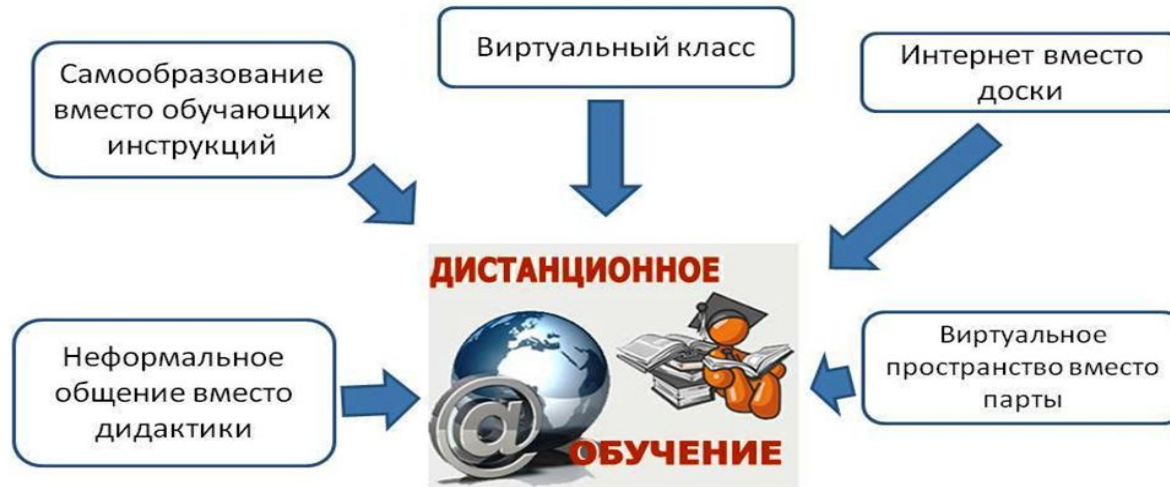 Самообразование
вместо обучающих
инструкций
Виртуальный класс
Интернет вместо
доски
Неформальное
общение вместо
дидактики
ДИСТАНЦИОННОЕ
@
ОБУЧЕНИЕ
Виртуальное
пространство вместо
парты